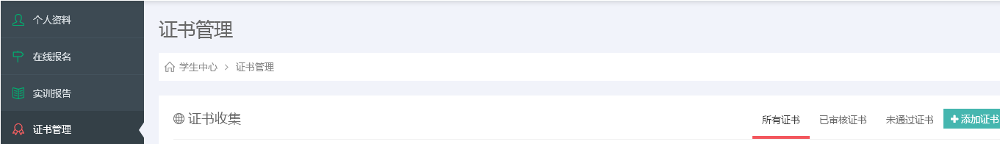 个人资料
在线报名
实训报告
证书管理
证书管理
学生中心 > 证书管理
证书收集
所有证书 已审核证书 未通过证书 添加证书